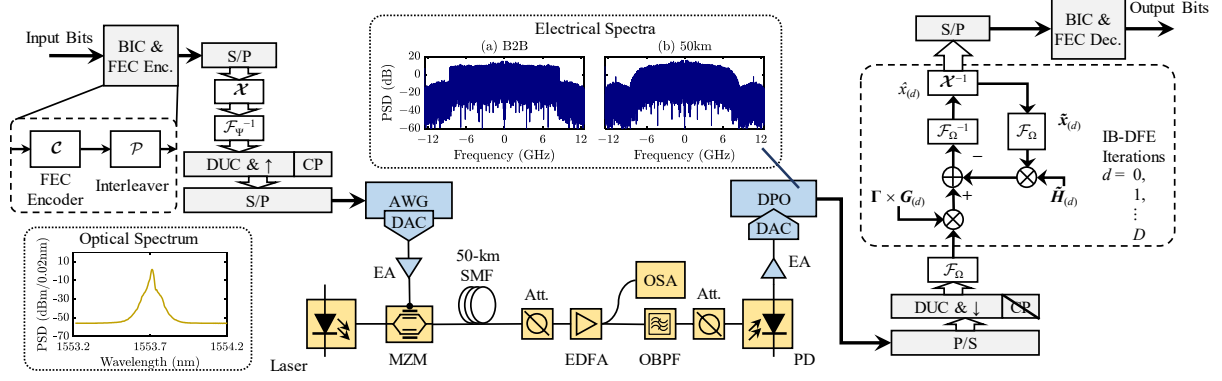 Input Bits
BIC &
FEC Enc.
S/P
𝒳
ℱ_Ψ^{-1}
DUC & ↑
CP
S/P
𝒞
𝒫
FEC
Encoder
Interleaver
Optical Spectrum
PSD (dBm/0.02nm)
10
-10
-30
-50
-70
1553.2
1553.7
1554.2
Wavelength (nm)
Electrical Spectra
(a) B2B
(b) 50km
PSD (dB)
20
0
−20
−40
−60
−12
−6
0
6
12
−12
−6
0
6
12
Frequency (GHz)
Frequency (GHz)
AWG
DAC
EA
50-km
SMF
Laser
MZM
Att.
EDFA
OSA
OBPF
Att.
PD
EA
DPO
DAC
S/P
BIC &
FEC Dec.
Output Bits
x̂_{(d)}
𝒳^{-1}
ℱ_Ω^{-1}
ℱ_Ω
x̃_{(d)}
IB-DFE
Iterations
d = 0,
1,
⋮
D
−
+
H̃_{(d)}
Γ × G_{(d)}
ℱ_Ω
DUC & ↓
CP
P/S